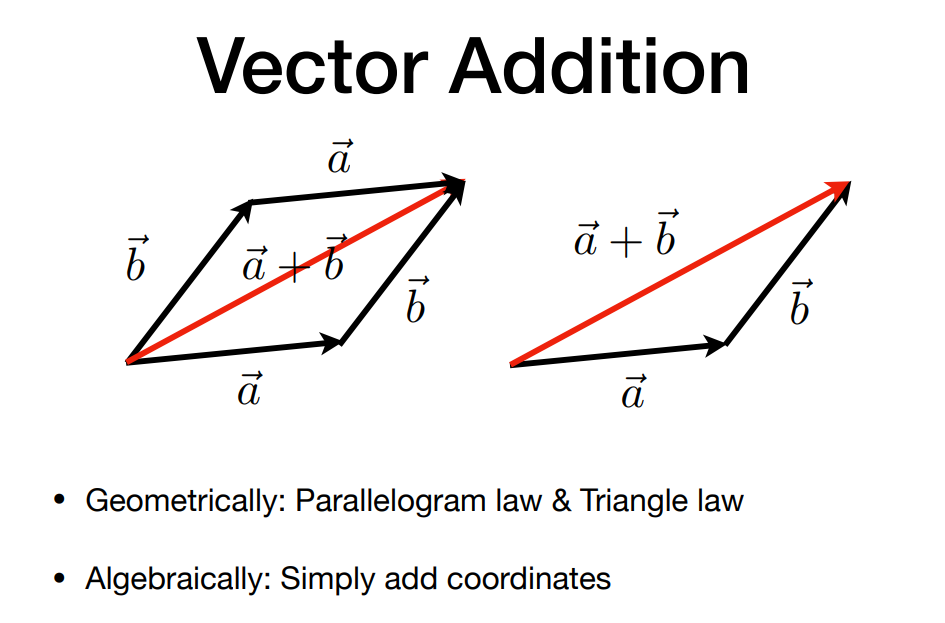 Vector Addition
$\vec{a}$
$\vec{b}$
$\vec{a} + \vec{b}$
$\vec{b}$
$\vec{a}$
$\vec{a} + \vec{b}$
$\vec{b}$
$\vec{a}$
• Geometrically: Parallelogram law & Triangle law
• Algebraically: Simply add coordinates